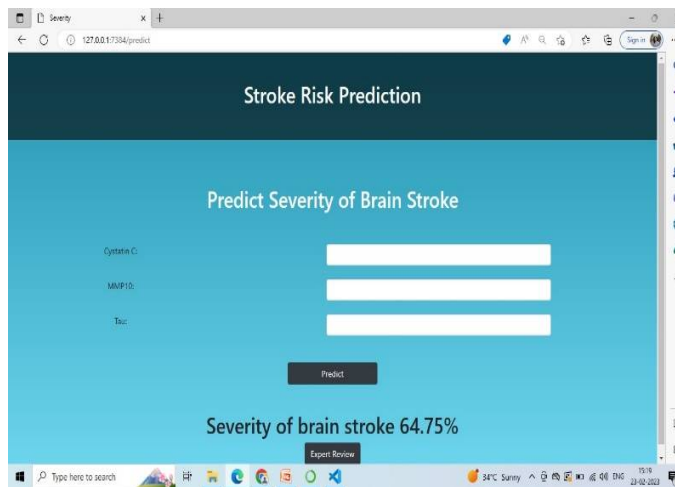 Severity
127.0.0.1:7384/predict
Sign in
Stroke Risk Prediction
Predict Severity of Brain Stroke
Cystatin C:
MMP10:
Tau:
Predict
Severity of brain stroke 64.75%
Expert Review
Type here to search
34°C Sunny
ENG
15:19
23-02-2023